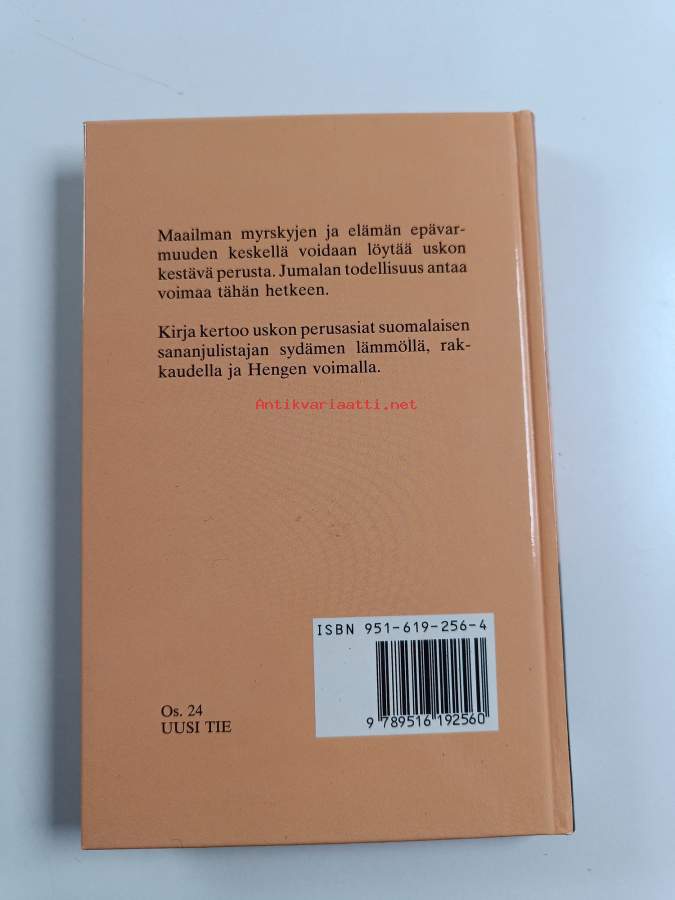 Maailman myrskyjen ja elämän epävar-
muuden keskellä voidaan löytää uskon
kestävä perusta. Jumalan todellisuus antaa
voimaa tähän hetkeen.
Kirja kertoo uskon perusasiat suomalaisen
sananjulistajan sydämen lämmöllä, rak-
kaudella ja Hengen voimalla.
Antikvariaatti.net
ISBN 951-619-256-4
9 789516 192560
Os. 24
UUSI TIE